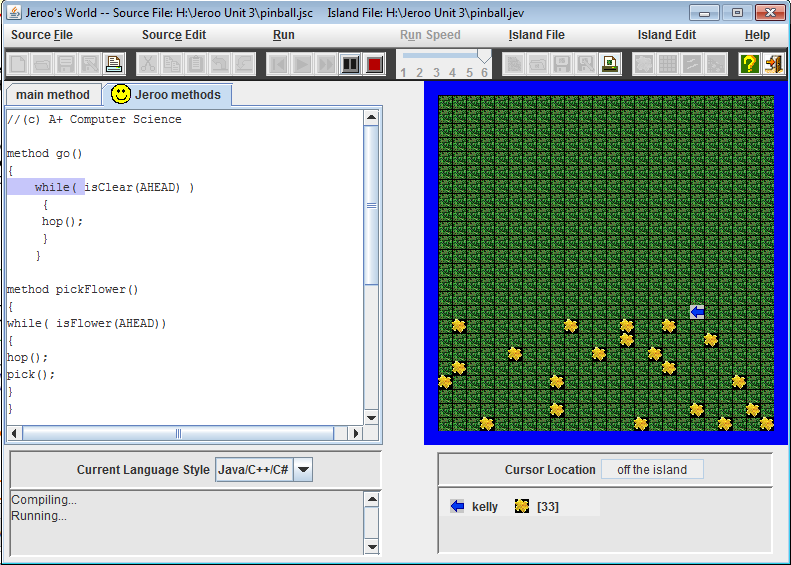 Jeroo's World -- Source File: H:\Jeroo Unit 3\pinball.jsc    Island File: H:\Jeroo Unit 3\pinball.jev
Source File  Source Edit  Run  Run Speed  Island File  Island Edit  Help
1 2 3 4 5 6
main method  Jeroo methods
//(c) A+ Computer Science
method go()
{
while( isClear(AHEAD) )
{
hop();
}
}
method pickFlower()
{
while( isFlower(AHEAD))
{
hop();
pick();
}
}
Current Language Style  Java/C++/C#
Cursor Location  off the island
Compiling...
Running...
kelly  [33]